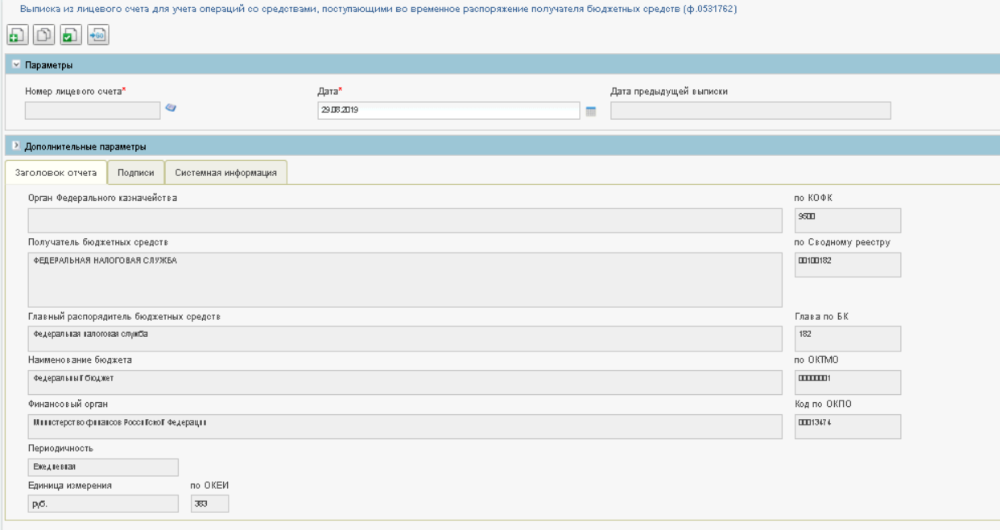 Выписка из лицевого счета для учета операций со средствами, поступающими во временное распоряжение получателя бюджетных средств (ф.0531762)
Параметры
Номер лицевого счета* Дата* Дата предыдущей выписки
29.08.2019
Дополнительные параметры
Заголовок отчета Подписи Системная информация
Орган Федерального казначейства по КОФК
9500
Получатель бюджетных средств по Сводному реестру
ФЕДЕРАЛЬНАЯ НАЛОГОВАЯ СЛУЖБА 00100182
Главный распорядитель бюджетных средств Глава по БК
Федеральная налоговая служба 182
Наименование бюджета по ОКТМО
Федеральный бюджет 00000001
Финансовый орган Код по ОКПО
Министерство финансов Российской Федерации 00013474
Периодичность
Ежедневная
Единица измерения по ОКЕИ
руб. 383